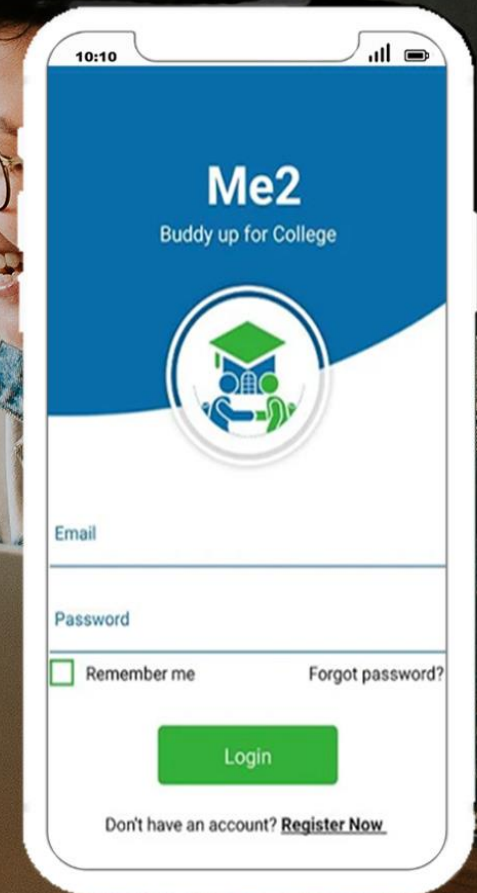 10:10
Me2
Buddy up for College
Email
Password
Remember me Forgot password?
Login
Don't have an account? Register Now